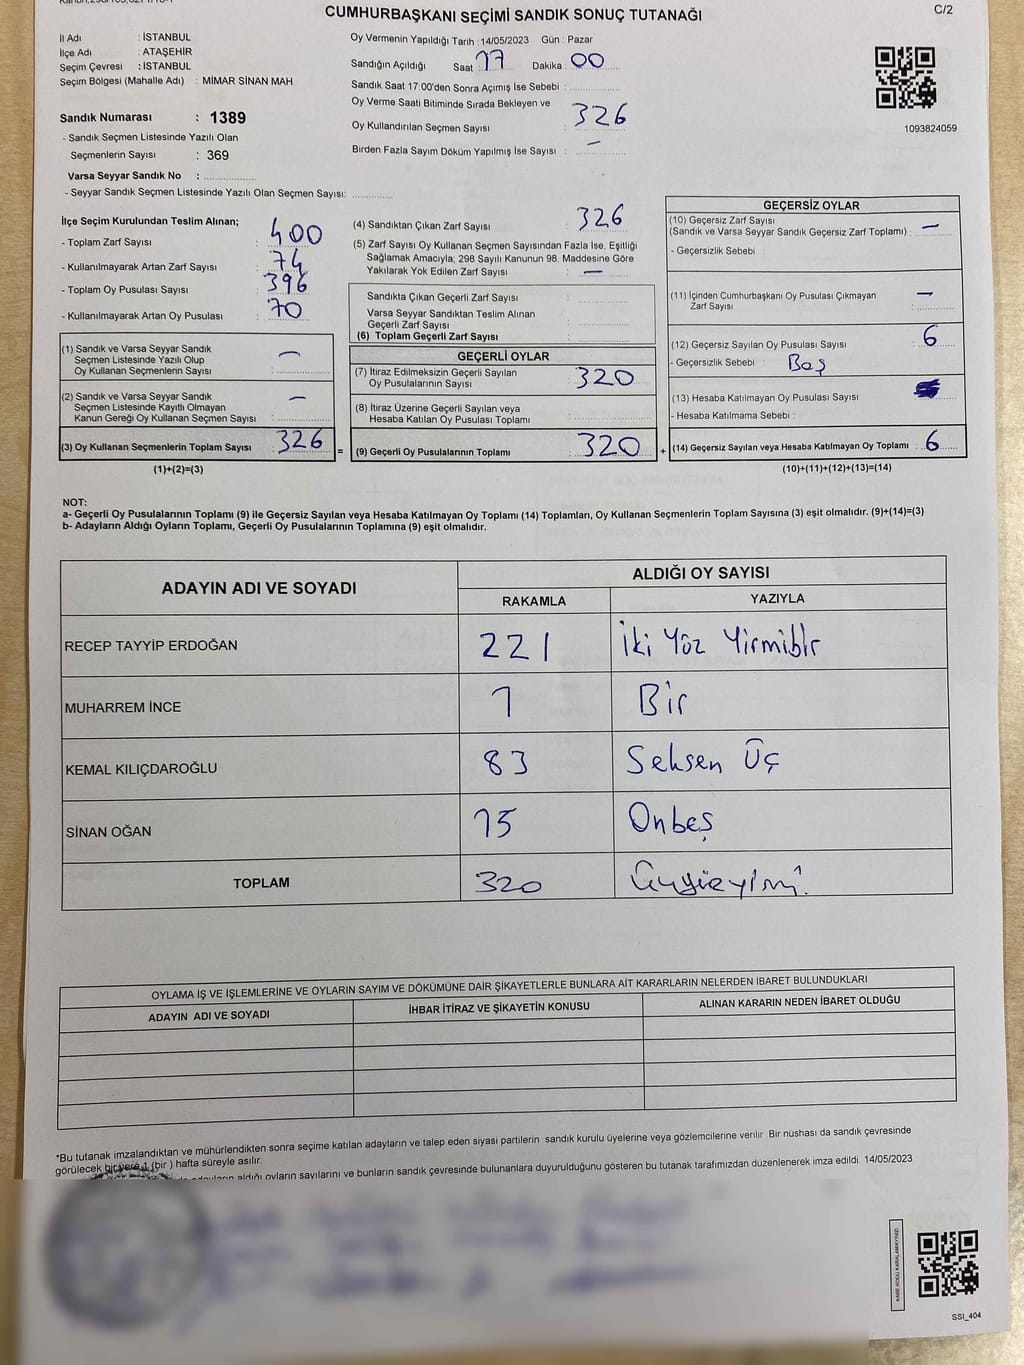 CUMHURBAŞKANI SEÇİMİ SANDIK SONUÇ TUTANAĞI
C/2
İl Adı : İSTANBUL
İlçe Adı : ATAŞEHİR
Seçim Çevresi : İSTANBUL
Seçim Bölgesi (Mahalle Adı) : MİMAR SİNAN MAH.
Sandık Numarası : 1389
- Sandık Seçmen Listesinde Yazılı Olan
Seçmenlerin Sayısı : 369
Varsa Seyyar Sandık No :
- Seyyar Sandık Seçmen Listesinde Yazılı Olan Seçmen Sayısı:
Oy Vermenin Yapıldığı Tarih : 14/05/2023 Gün : Pazar
Sandığın Açıldığı Saat 17 Dakika 00
Sandık Saat 17:00'den Sonra Açımış İse Sebebi :
Oy Verme Saati Bitiminde Sırada Bekleyen ve
Oy Kullandırılan Seçmen Sayısı : 326
Birden Fazla Sayım Döküm Yapılmış İse Sayısı : –
1093824059
İlçe Seçim Kurulundan Teslim Alınan;
- Toplam Zarf Sayısı : 400
- Kullanılmayarak Artan Zarf Sayısı : 74
- Toplam Oy Pusulası Sayısı : 396
- Kullanılmayarak Artan Oy Pusulası : 70
(1) Sandık ve Varsa Seyyar Sandık
Seçmen Listesinde Yazılı Olup
Oy Kullanan Seçmenlerin Sayısı : –
(2) Sandık ve Varsa Seyyar Sandık
Seçmen Listesinde Kayıtlı Olmayan
Kanun Gereği Oy Kullanan Seçmen Sayısı : –
(3) Oy Kullanan Seçmenlerin Toplam Sayısı : 326 =
(1)+(2)=(3)
(4) Sandıktan Çıkan Zarf Sayısı : 326
(5) Zarf Sayısı Oy Kullanan Seçmen Sayısından Fazla İse, Eşitliği
Sağlamak Amacıyla; 298 Sayılı Kanunun 98. Maddesine Göre
Yakılarak Yok Edilen Zarf Sayısı : –
Sandıkta Çıkan Geçerli Zarf Sayısı :
Varsa Seyyar Sandıktan Teslim Alınan
Geçerli Zarf Sayısı :
(6) Toplam Geçerli Zarf Sayısı :
GEÇERLİ OYLAR
(7) İtiraz Edilmeksizin Geçerli Sayılan
Oy Pusulalarının Sayısı : 320
(8) İtiraz Üzerine Geçerli Sayılan veya
Hesaba Katılan Oy Pusulası Toplamı :
(9) Geçerli Oy Pusulalarının Toplamı : 320 +
GEÇERSİZ OYLAR
(10) Geçersiz Zarf Sayısı
(Sandık ve Varsa Seyyar Sandık Geçersiz Zarf Toplamı) : –
- Geçersizlik Sebebi :
(11) İçinden Cumhurbaşkanı Oy Pusulası Çıkmayan
Zarf Sayısı : –
(12) Geçersiz Sayılan Oy Pusulası Sayısı : 6
- Geçersizlik Sebebi : Boş
(13) Hesaba Katılmayan Oy Pusulası Sayısı :
- Hesaba Katılmama Sebebi :
(14) Geçersiz Sayılan veya Hesaba Katılmayan Oy Toplamı : 6
(10)+(11)+(12)+(13)=(14)
NOT:
a- Geçerli Oy Pusulalarının Toplamı (9) ile Geçersiz Sayılan veya Hesaba Katılmayan Oy Toplamı (14) Toplamları, Oy Kullanan Seçmenlerin Toplam Sayısına (3) eşit olmalıdır. (9)+(14)=(3)
b- Adayların Aldığı Oyların Toplamı, Geçerli Oy Pusulalarının Toplamına (9) eşit olmalıdır.
ADAYIN ADI VE SOYADI
ALDIĞI OY SAYISI
RAKAMLA YAZIYLA
RECEP TAYYİP ERDOĞAN 221 İki Yüz Yirmibir
MUHARREM İNCE 1 Bir
KEMAL KILIÇDAROĞLU 83 Seksen Üç
SİNAN OĞAN 15 Onbeş
TOPLAM 320 Üçyüzyirmi
OYLAMA İŞ VE İŞLEMLERİNE VE OYLARIN SAYIM VE DÖKÜMÜNE DAİR ŞİKAYETLERLE BUNLARA AİT KARARLARIN NELERDEN İBARET BULUNDUKLARI
ADAYIN ADI VE SOYADI İHBAR İTİRAZ VE ŞİKAYETİN KONUSU ALINAN KARARIN NEDEN İBARET OLDUĞU
*Bu tutanak imzalandıktan ve mühürlendikten sonra seçime katılan adayların ve talep eden siyasi partilerin sandık kurulu üyelerine veya gözlemcilerine verilir Bir nüshası da sandık çevresinde
görülecek bir yere 1 (bir ) hafta süreyle asılır.
adayların aldığı oyların sayılarını ve bunların sandık çevresinde bulunanlara duyurulduğunu gösteren bu tutanak tarafımızdan düzenlenerek imza edildi. 14/05/2023
KARE KODU KARALAMAYINIZ!
SSI_404